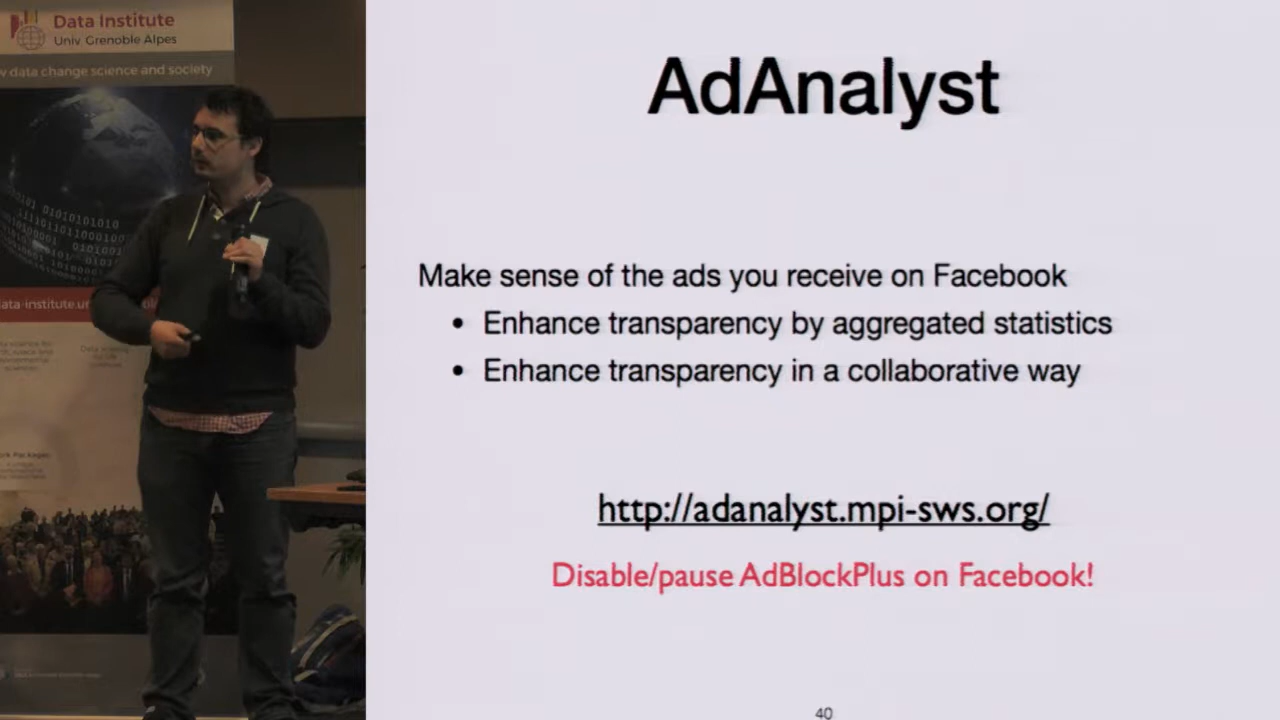 Data Institute
Univ. Grenoble Alpes
data change science and society
01010101010
AdAnalyst
Make sense of the ads you receive on Facebook
• Enhance transparency by aggregated statistics
• Enhance transparency in a collaborative way
http://adanalyst.mpi-sws.org/
Disable/pause AdBlockPlus on Facebook!
40